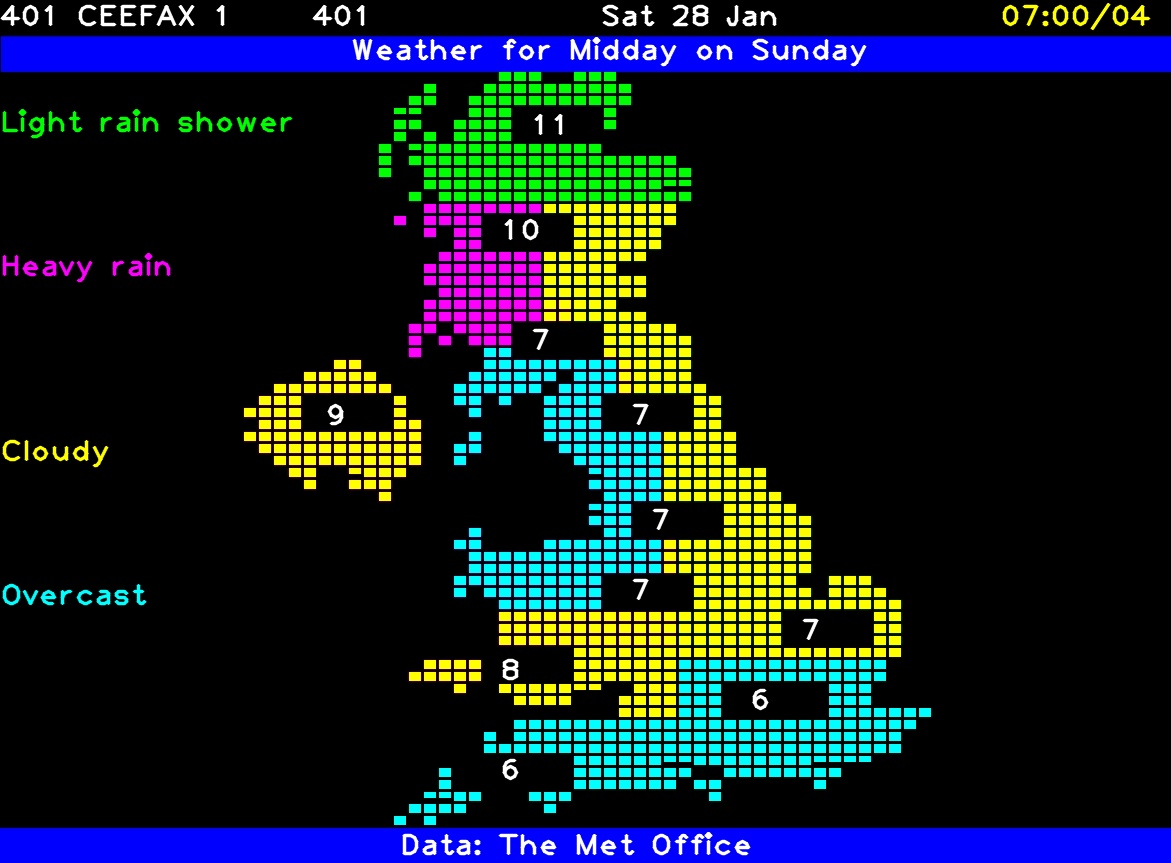 401 CEEFAX 1 401 Sat 28 Jan 07:00/04
Weather for Midday on Sunday
Light rain shower
11
10
Heavy rain
7
9
7
Cloudy
7
Overcast
7
7
8
6
6
Data: The Met Office